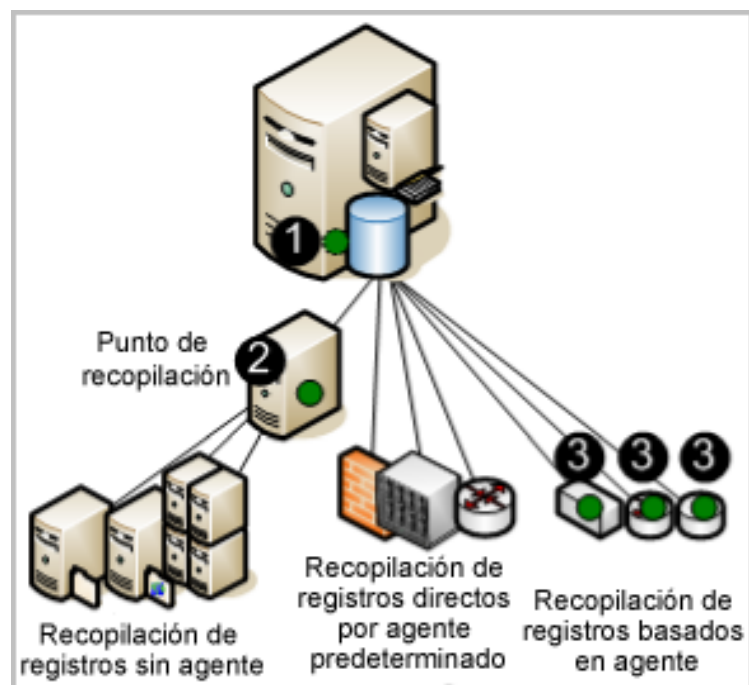 1
Punto de
recopilación
2
3 3 3
Recopilación de
registros sin agente
Recopilación de
registros directos
por agente
predeterminado
Recopilación de
registros basados
en agente